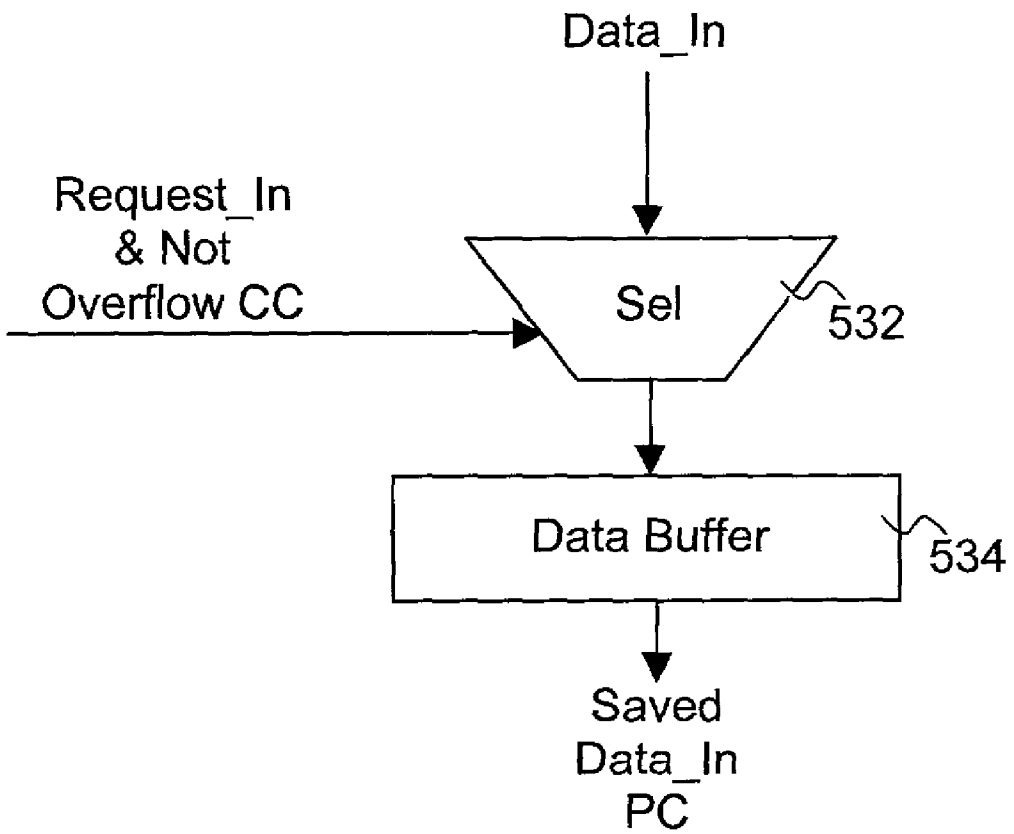 Data_In
Request_In
& Not
Overflow CC
Sel
532
Data Buffer
534
Saved
Data_In
PC